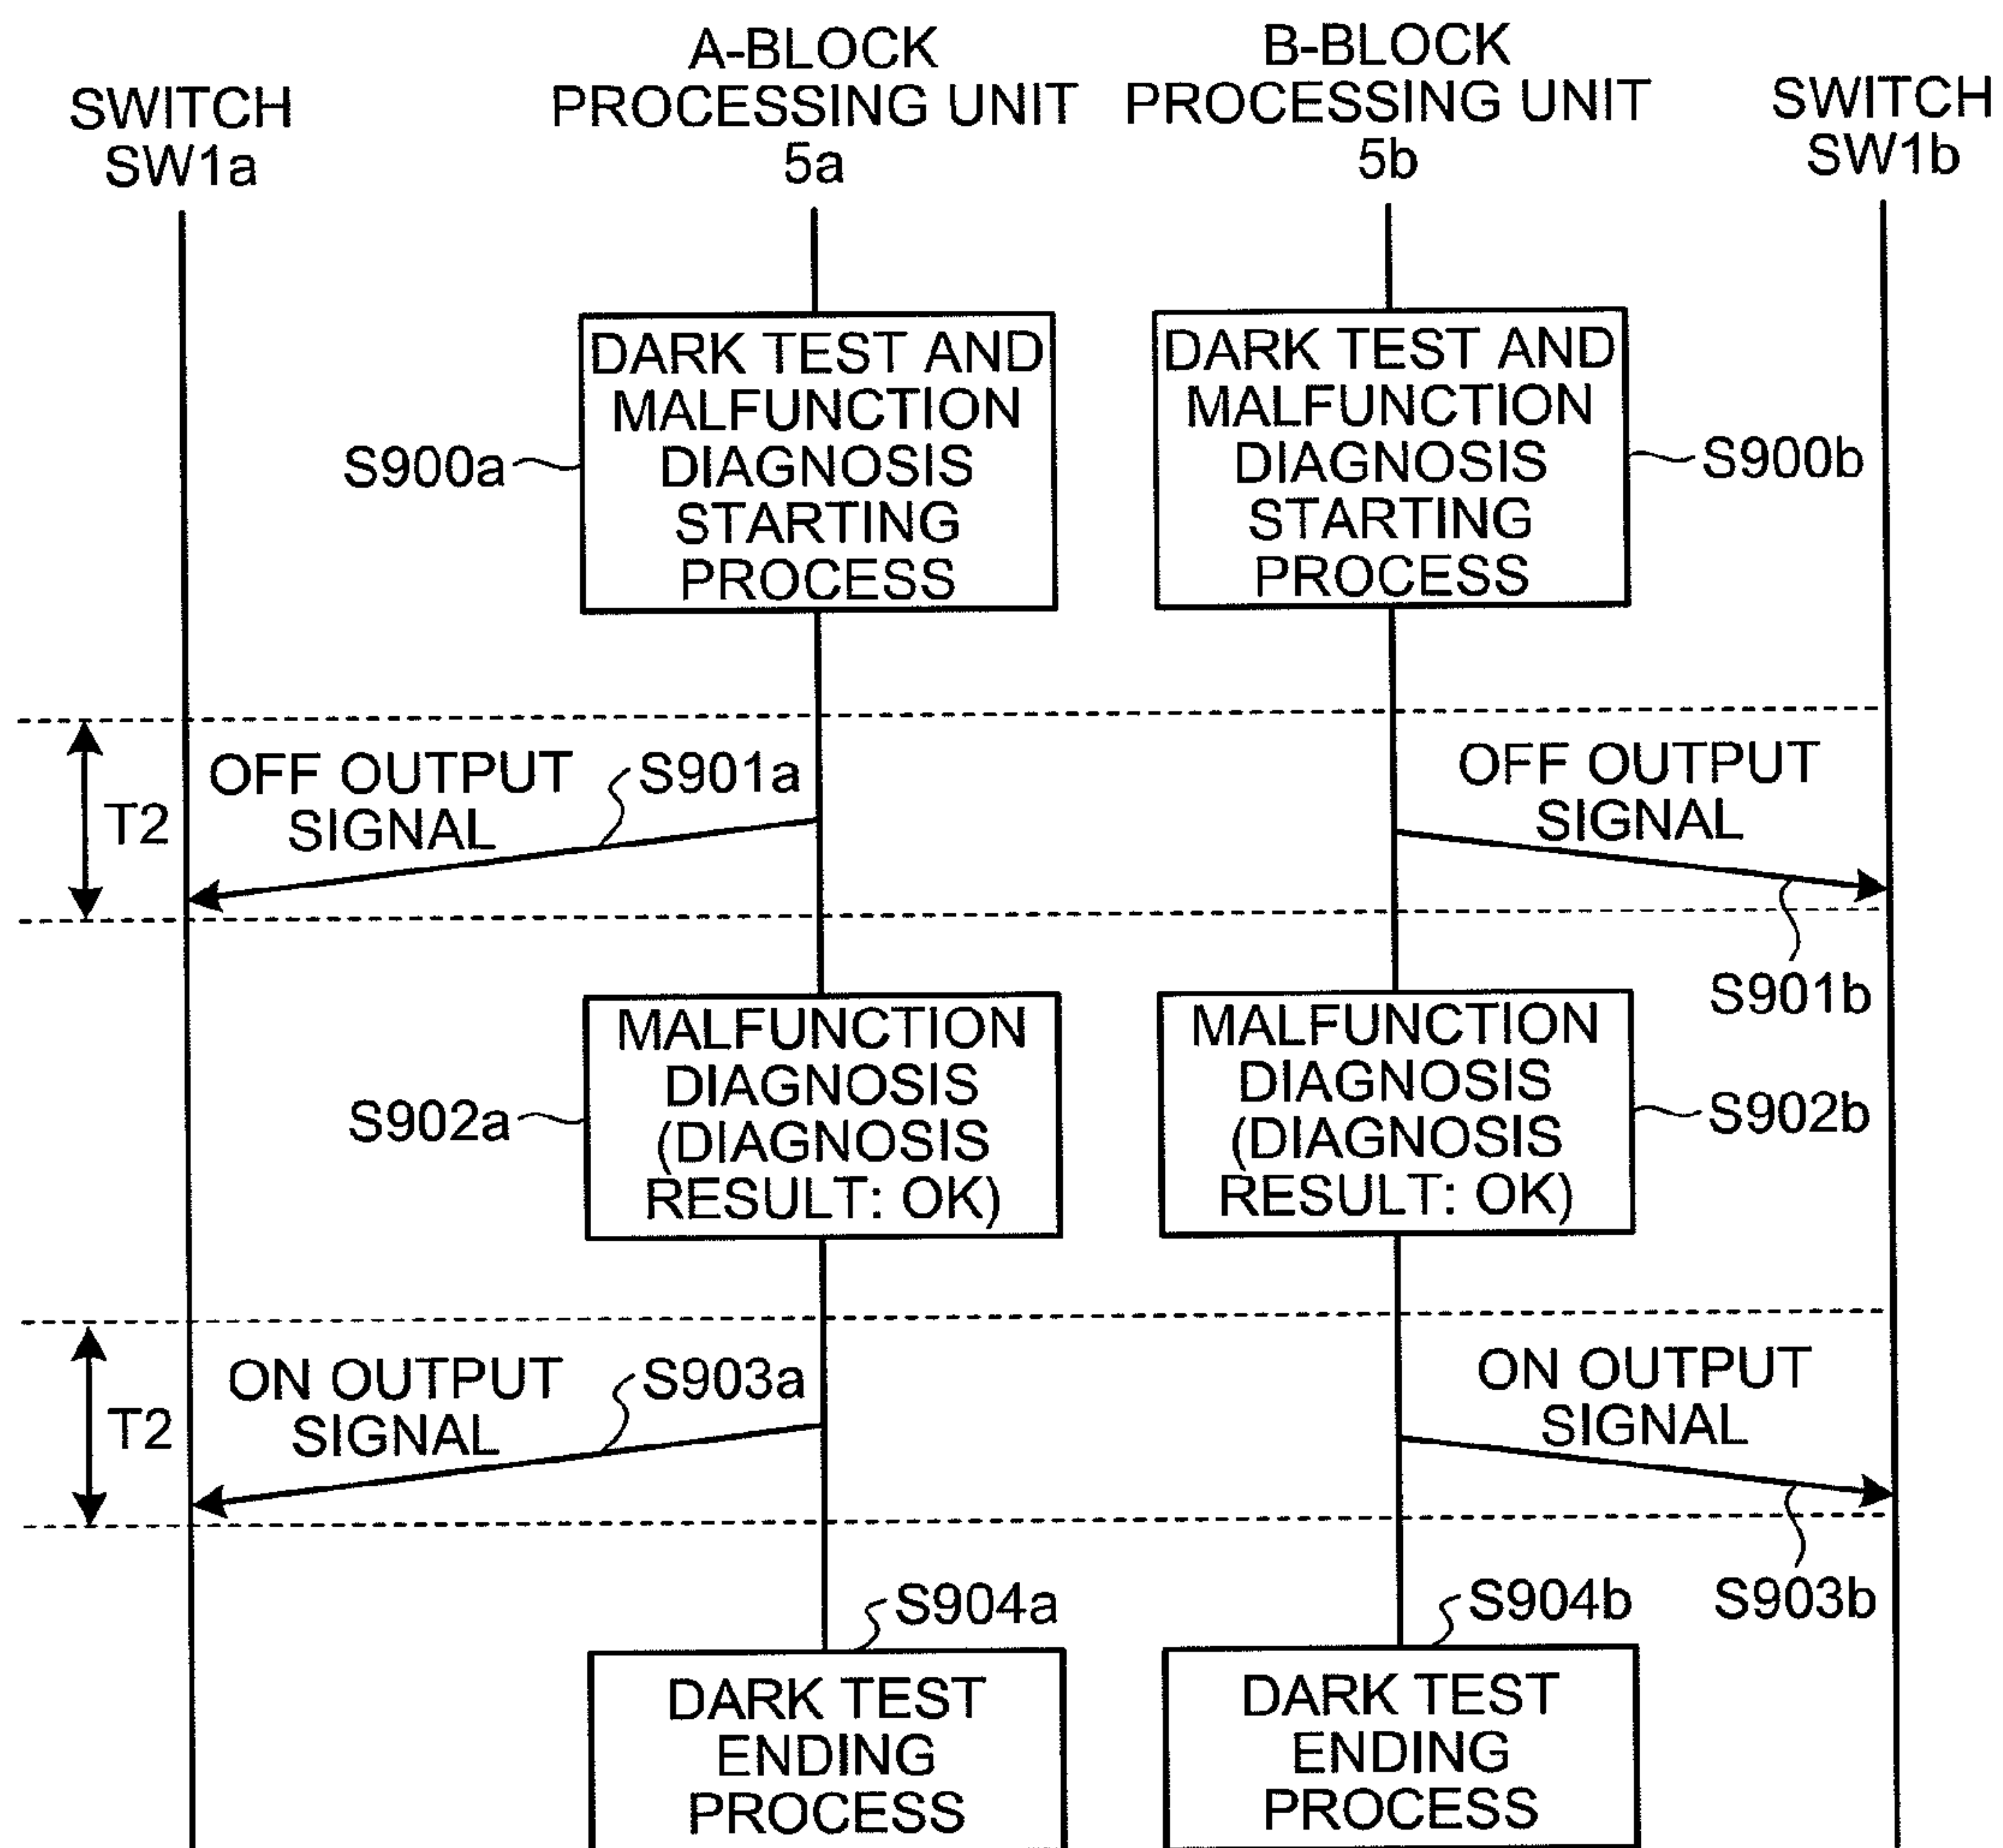 SWITCH
SW1a
A-BLOCK
PROCESSING UNIT
5a
B-BLOCK
PROCESSING UNIT
5b
SWITCH
SW1b
DARK TEST AND
MALFUNCTION
DIAGNOSIS
STARTING
PROCESS
S900a
DARK TEST AND
MALFUNCTION
DIAGNOSIS
STARTING
PROCESS
S900b
T2
OFF OUTPUT
SIGNAL
S901a
OFF OUTPUT
SIGNAL
S901b
S902a
MALFUNCTION
DIAGNOSIS
(DIAGNOSIS
RESULT: OK)
MALFUNCTION
DIAGNOSIS
(DIAGNOSIS
RESULT: OK)
S902b
T2
ON OUTPUT
SIGNAL
S903a
ON OUTPUT
SIGNAL
S903b
S904a
DARK TEST
ENDING
PROCESS
S904b
DARK TEST
ENDING
PROCESS